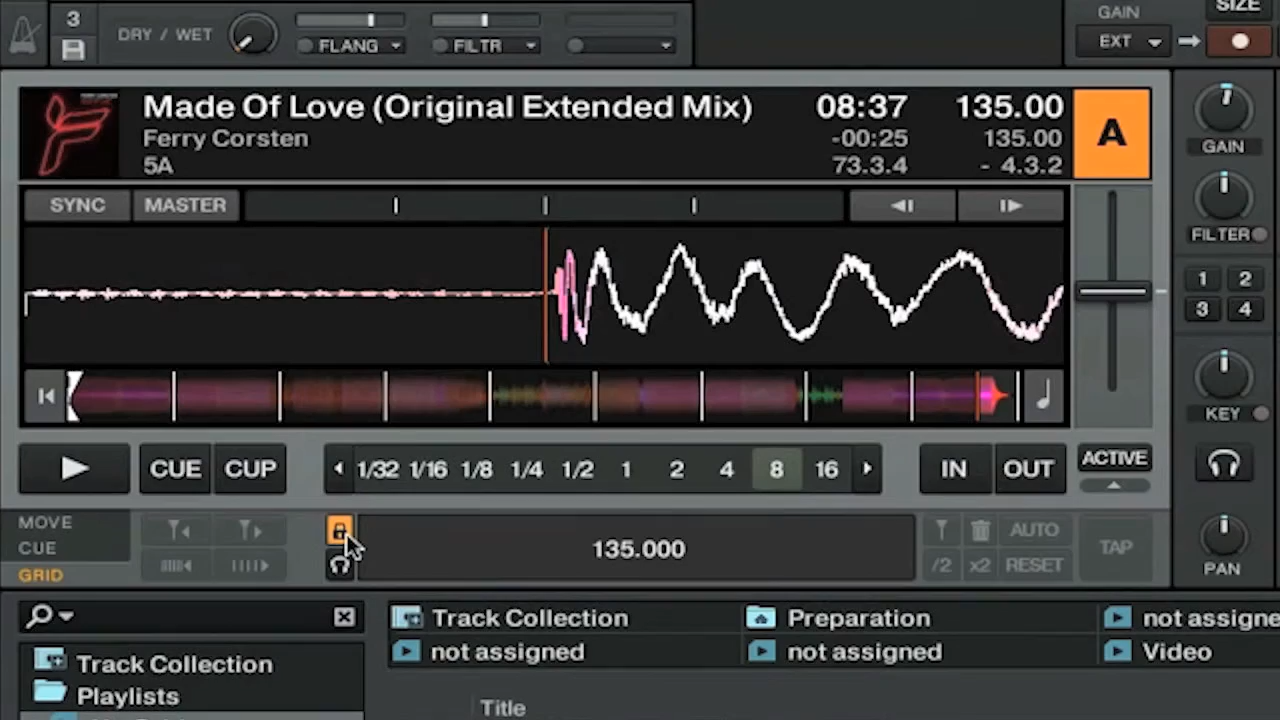 3
DRY / WET
FLANG
FILTR
GAIN
EXT
SIZE
Made Of Love (Original Extended Mix)
08:37
135.00
Ferry Corsten
-00:25
135.00
5A
73.3.4
- 4.3.2
A
GAIN
SYNC
MASTER
FILTER
1
2
3
4
KEY
CUE
CUP
1/32
1/16
1/8
1/4
1/2
1
2
4
8
16
IN
OUT
ACTIVE
MOVE
CUE
GRID
135.000
AUTO
/2
x2
RESET
TAP
PAN
Track Collection
Preparation
not assigne
not assigned
not assigned
Video
Track Collection
Playlists
Title